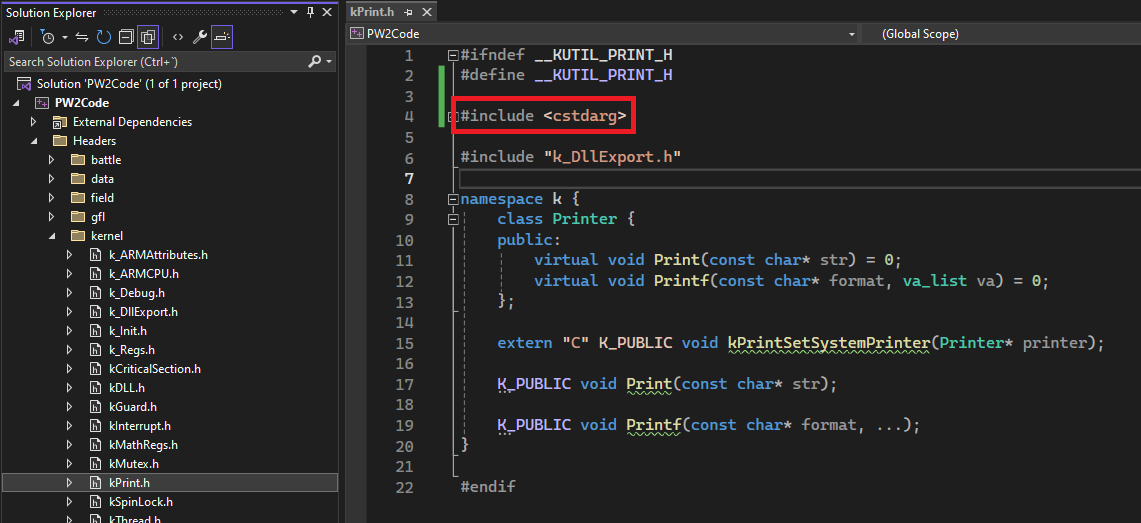 Solution Explorer
Search Solution Explorer (Ctrl+¨)
Solution 'PW2Code' (1 of 1 project)
PW2Code
External Dependencies
Headers
battle
data
field
gfl
kernel
k_ARMAttributes.h
k_ARMCPU.h
k_Debug.h
k_DllExport.h
k_Init.h
k_Regs.h
kCriticalSection.h
kDLL.h
kGuard.h
kInterrupt.h
kMathRegs.h
kMutex.h
kPrint.h
kSpinLock.h
kThread.h
kPrint.h
PW2Code (Global Scope)
1 #ifndef __KUTIL_PRINT_H
2 #define __KUTIL_PRINT_H
3
4 #include <cstdarg>
5
6 #include "k_DllExport.h"
7
8 namespace k {
9 class Printer {
10 public:
11 virtual void Print(const char* str) = 0;
12 virtual void Printf(const char* format, va_list va) = 0;
13 };
14
15 extern "C" K_PUBLIC void kPrintSetSystemPrinter(Printer* printer);
16
17 K_PUBLIC void Print(const char* str);
18
19 K_PUBLIC void Printf(const char* format, ...);
20 }
21
22 #endif